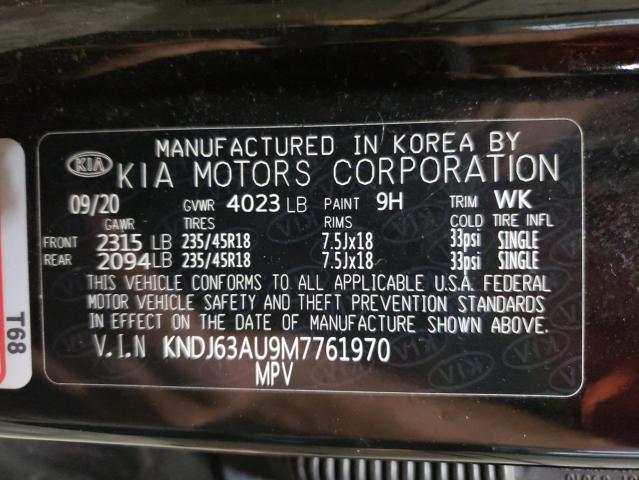 MANUFACTURED IN KOREA BY
KIA KIA MOTORS CORPORATION
09/20 GVWR 4023 LB PAINT 9H TRIM WK
GAWR TIRES RIMS COLD TIRE INFL
FRONT 2315 LB 235/45R18 7.5Jx18 33psi SINGLE
REAR 2094LB 235/45R18 7.5Jx18 33psi SINGLE
THIS VEHICLE CONFORMS TO ALL APPLICABLE U.S.A. FEDERAL
MOTOR VEHICLE SAFETY AND THEFT PREVENTION STANDARDS
IN EFFECT ON THE DATE OF MANUFACTURE SHOWN ABOVE.
V.I.N KNDJ63AU9M7761970
MPV
T68